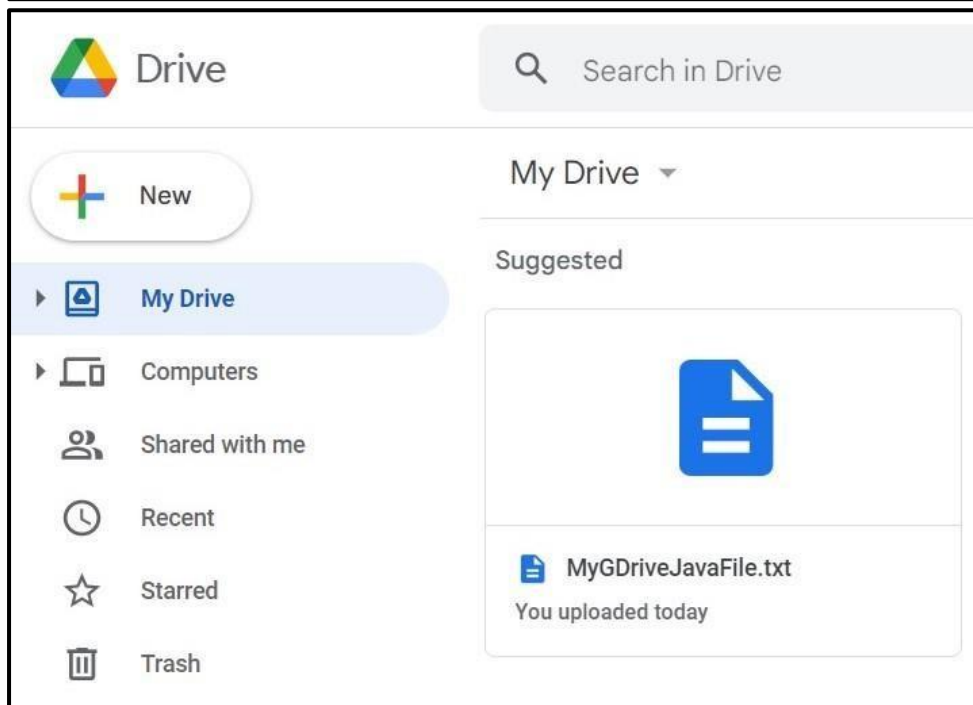 Drive
Search in Drive
New
My Drive
Computers
Shared with me
Recent
Starred
Trash
My Drive
Suggested
MyGDriveJavaFile.txt
You uploaded today